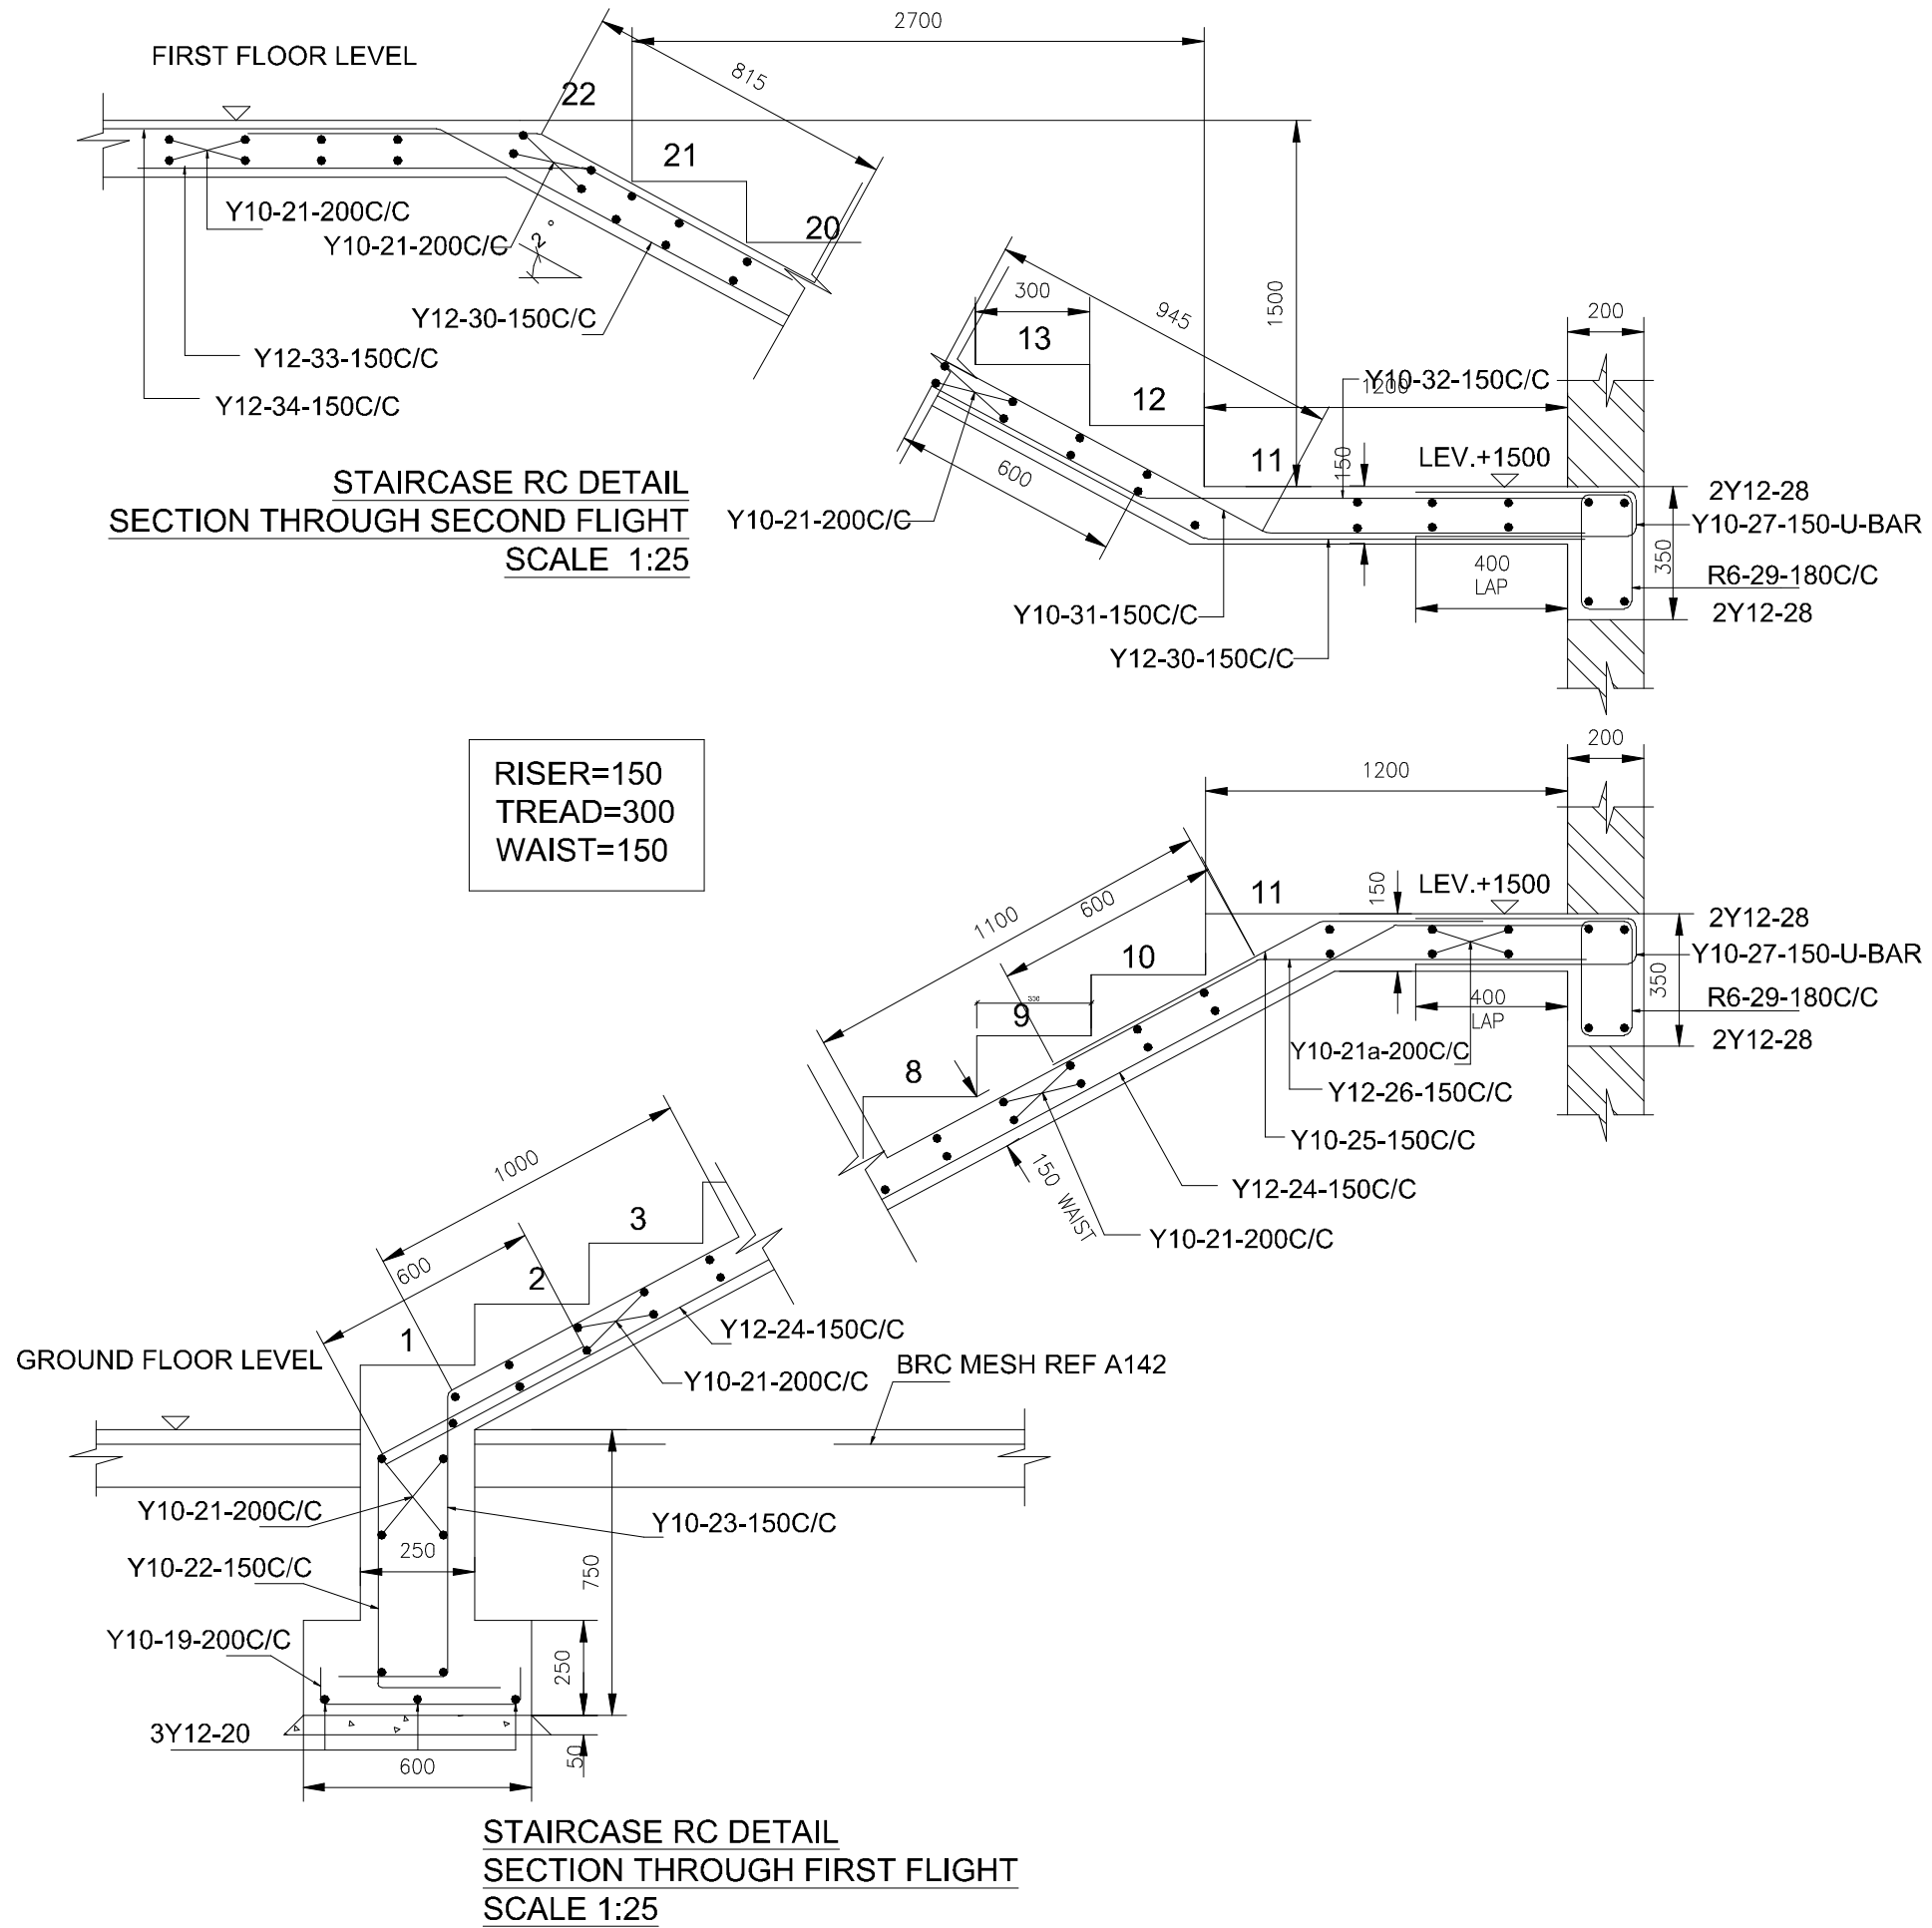 2700
FIRST FLOOR LEVEL
815
22
21
20
Y10-21-200C/C
Y10-21-200C/C
2 °
Y12-30-150C/C
Y12-33-150C/C
Y12-34-150C/C
STAIRCASE RC DETAIL
SECTION THROUGH SECOND FLIGHT
SCALE 1:25
1500
300
945
200
13
12
11
Y10-32-150C/C
1200
600
150
LEV.+1500
2Y12-28
Y10-27-150-U-BAR
350
R6-29-180C/C
2Y12-28
Y10-21-200C/C
400
LAP
Y10-31-150C/C
Y12-30-150C/C
RISER=150
TREAD=300
WAIST=150
200
1200
1100
600
11
150
LEV.+1500
2Y12-28
Y10-27-150-U-BAR
350
R6-29-180C/C
2Y12-28
10
9
8
400
LAP
Y10-21a-200C/C
Y12-26-150C/C
Y10-25-150C/C
Y12-24-150C/C
150 WAIST
Y10-21-200C/C
1000
600
3
2
1
GROUND FLOOR LEVEL
Y12-24-150C/C
Y10-21-200C/C
BRC MESH REF A142
Y10-21-200C/C
Y10-23-150C/C
250
750
Y10-22-150C/C
Y10-19-200C/C
250
3Y12-20
50
600
STAIRCASE RC DETAIL
SECTION THROUGH FIRST FLIGHT
SCALE 1:25